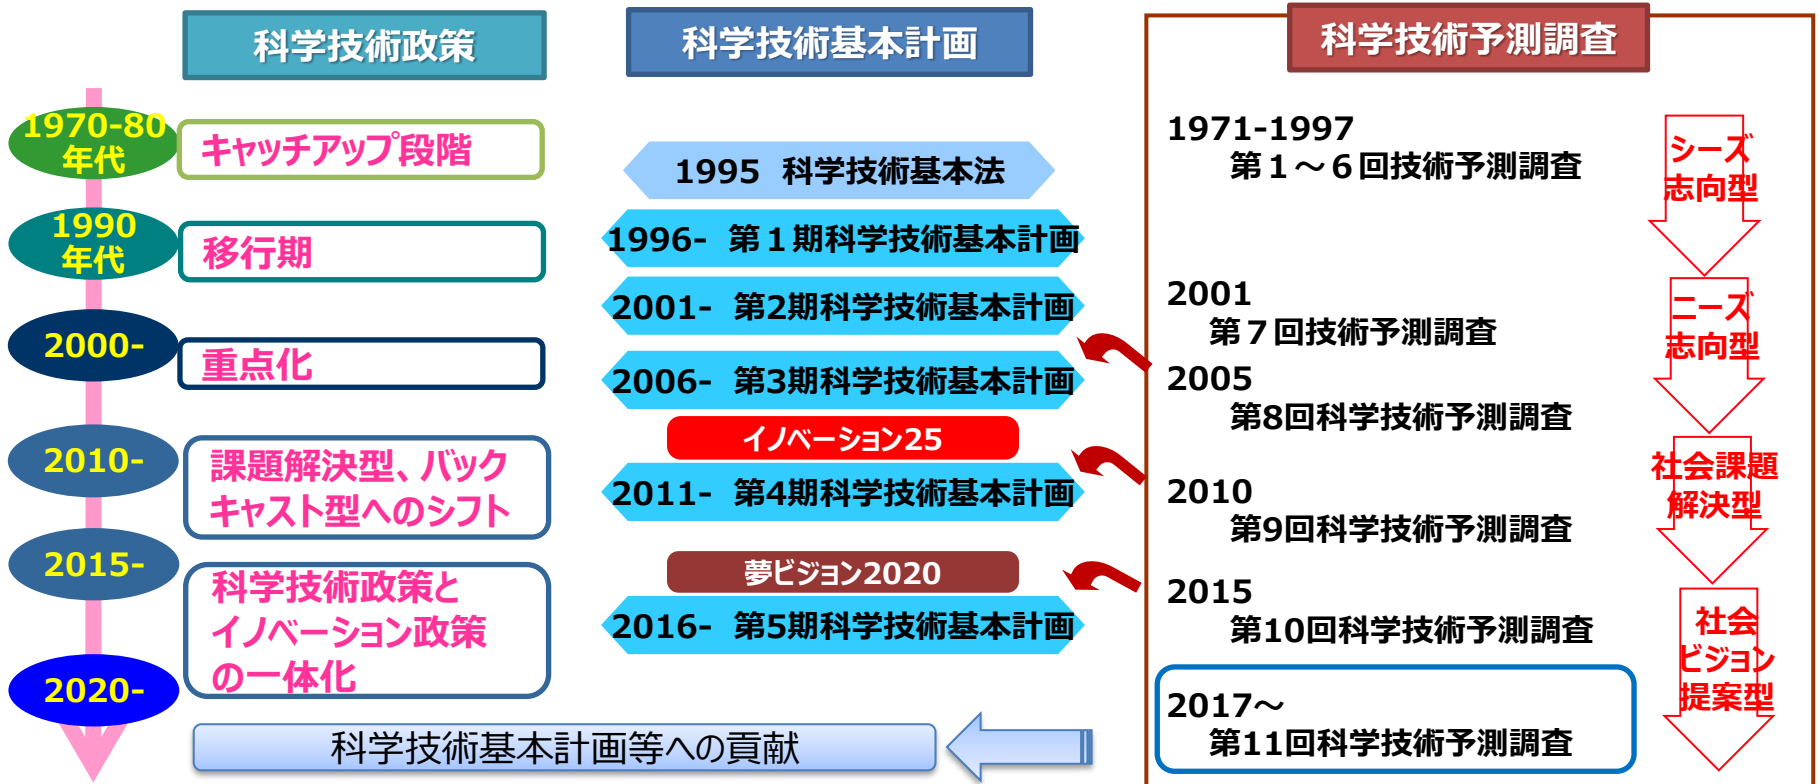 科学技術政策
科学技術基本計画
科学技術予測調査
1970-80
年代
キャッチアップ段階
1990
年代
移行期
2000-
重点化
2010-
課題解決型、バック
キャスト型へのシフト
2015-
科学技術政策と
イノベーション政策
の一体化
2020-
1995 科学技術基本法
1996- 第１期科学技術基本計画
2001- 第2期科学技術基本計画
2006- 第3期科学技術基本計画
イノベーション25
2011- 第4期科学技術基本計画
夢ビジョン2020
2016- 第5期科学技術基本計画
科学技術基本計画等への貢献
1971-1997
第１～６回技術予測調査
2001
第７回技術予測調査
2005
第8回科学技術予測調査
2010
第9回科学技術予測調査
2015
第10回科学技術予測調査
2017～
第11回科学技術予測調査
シーズ
志向型
ニーズ
志向型
社会課題
解決型
社会
ビジョン
提案型